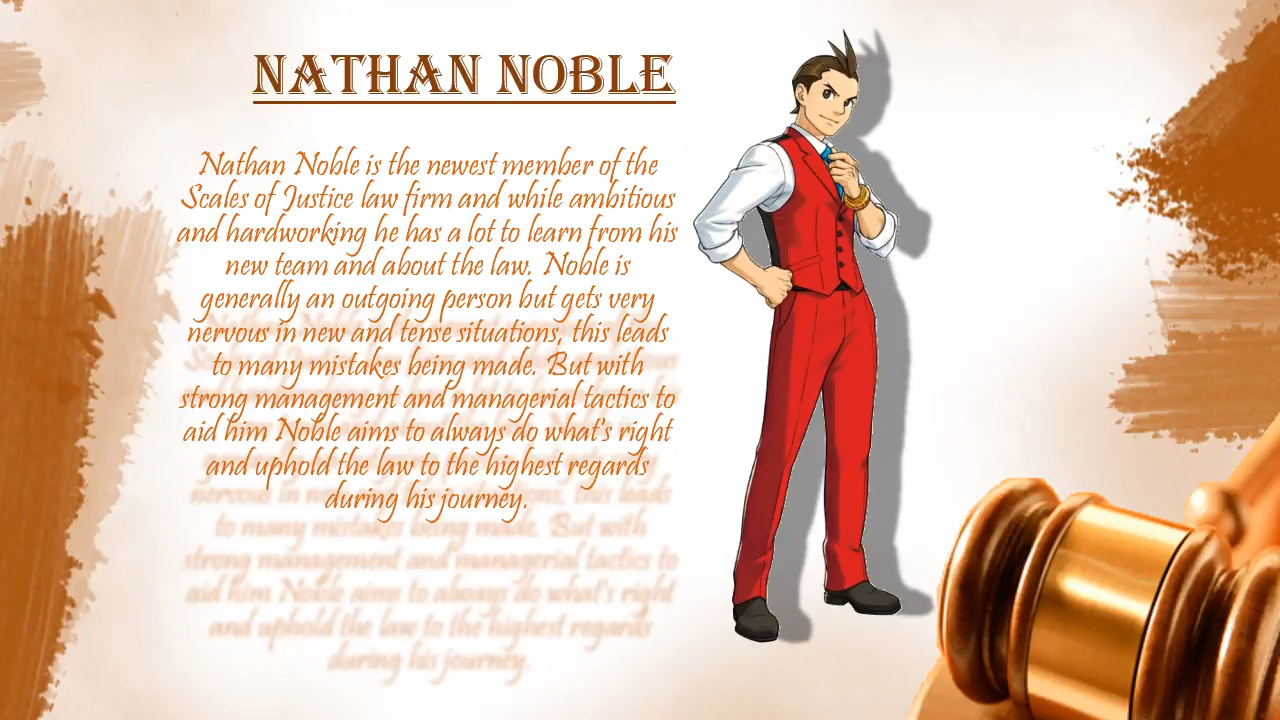 NATHAN NOBLE
Nathan Noble is the newest member of the
Scales of Justice law firm and while ambitious
and hardworking he has a lot to learn from his
new team and about the law. Noble is
generally an outgoing person but gets very
nervous in new and tense situations, this leads
to many mistakes being made. But with
strong management and managerial tactics to
aid him Noble aims to always do what's right
and uphold the law to the highest regards
during his journey.